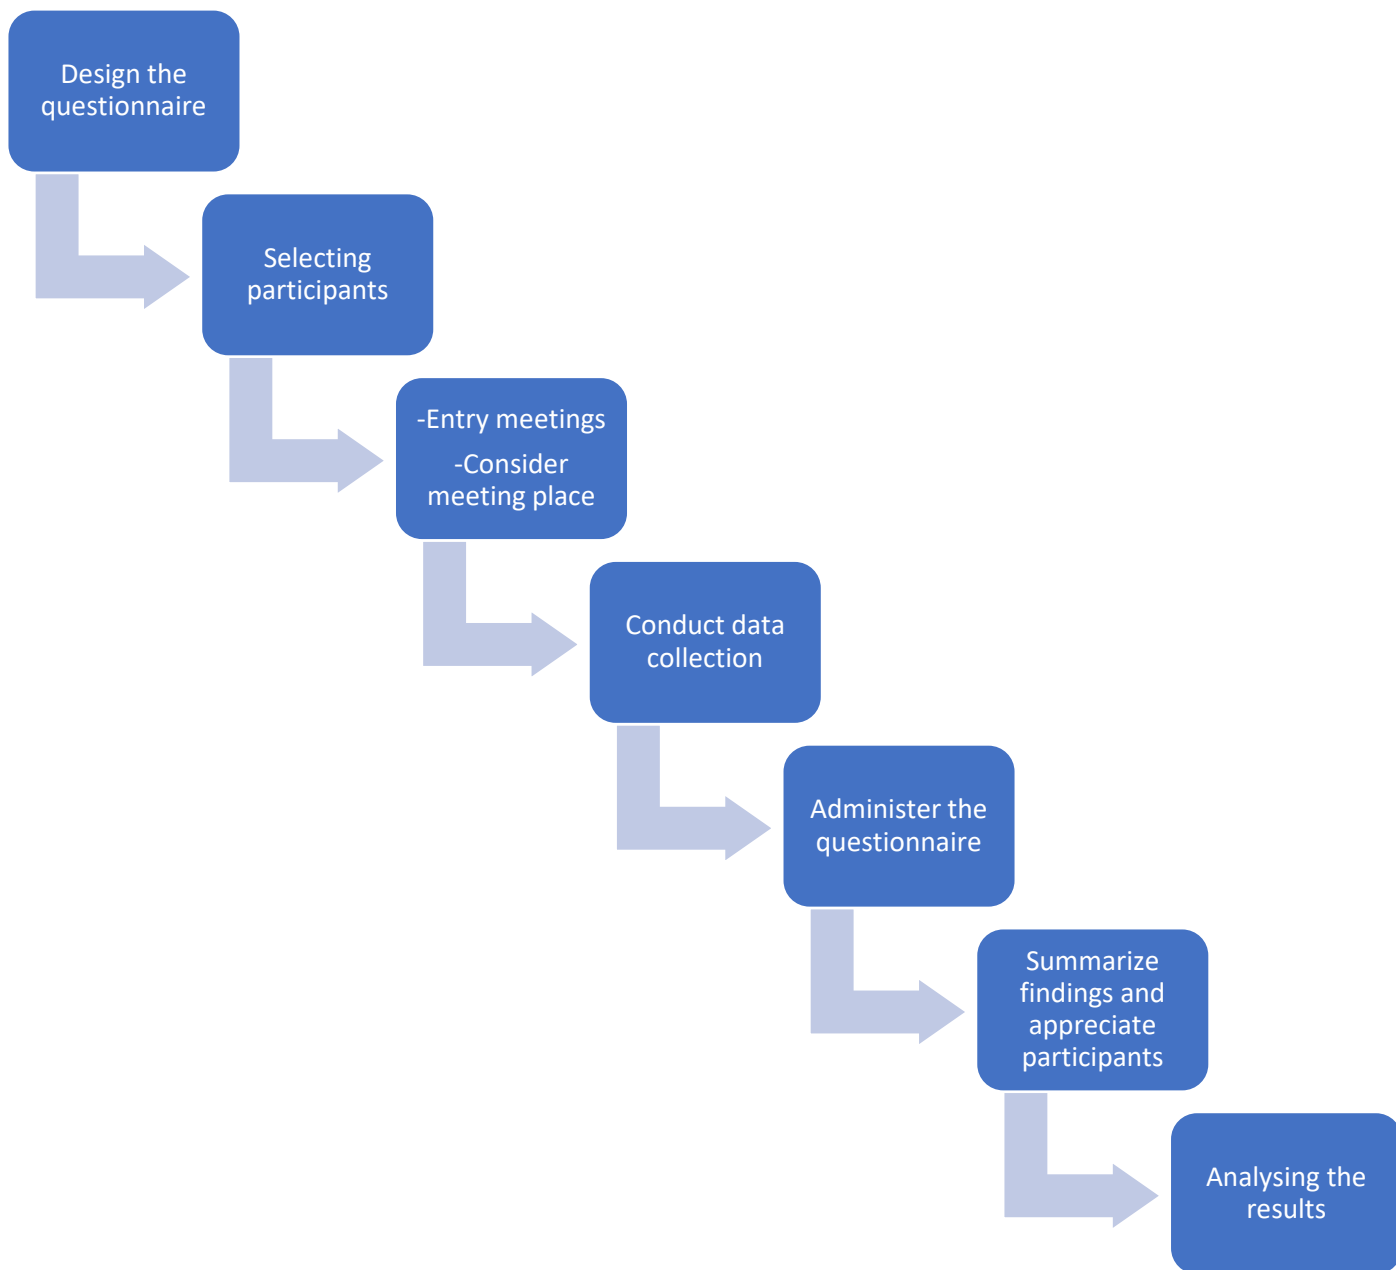 Design the
questionnaire
Selecting
participants
-Entry meetings
-Consider
meeting place
Conduct data
collection
Administer the
questionnaire
Summarize
findings and
appreciate
participants
Analysing the
results